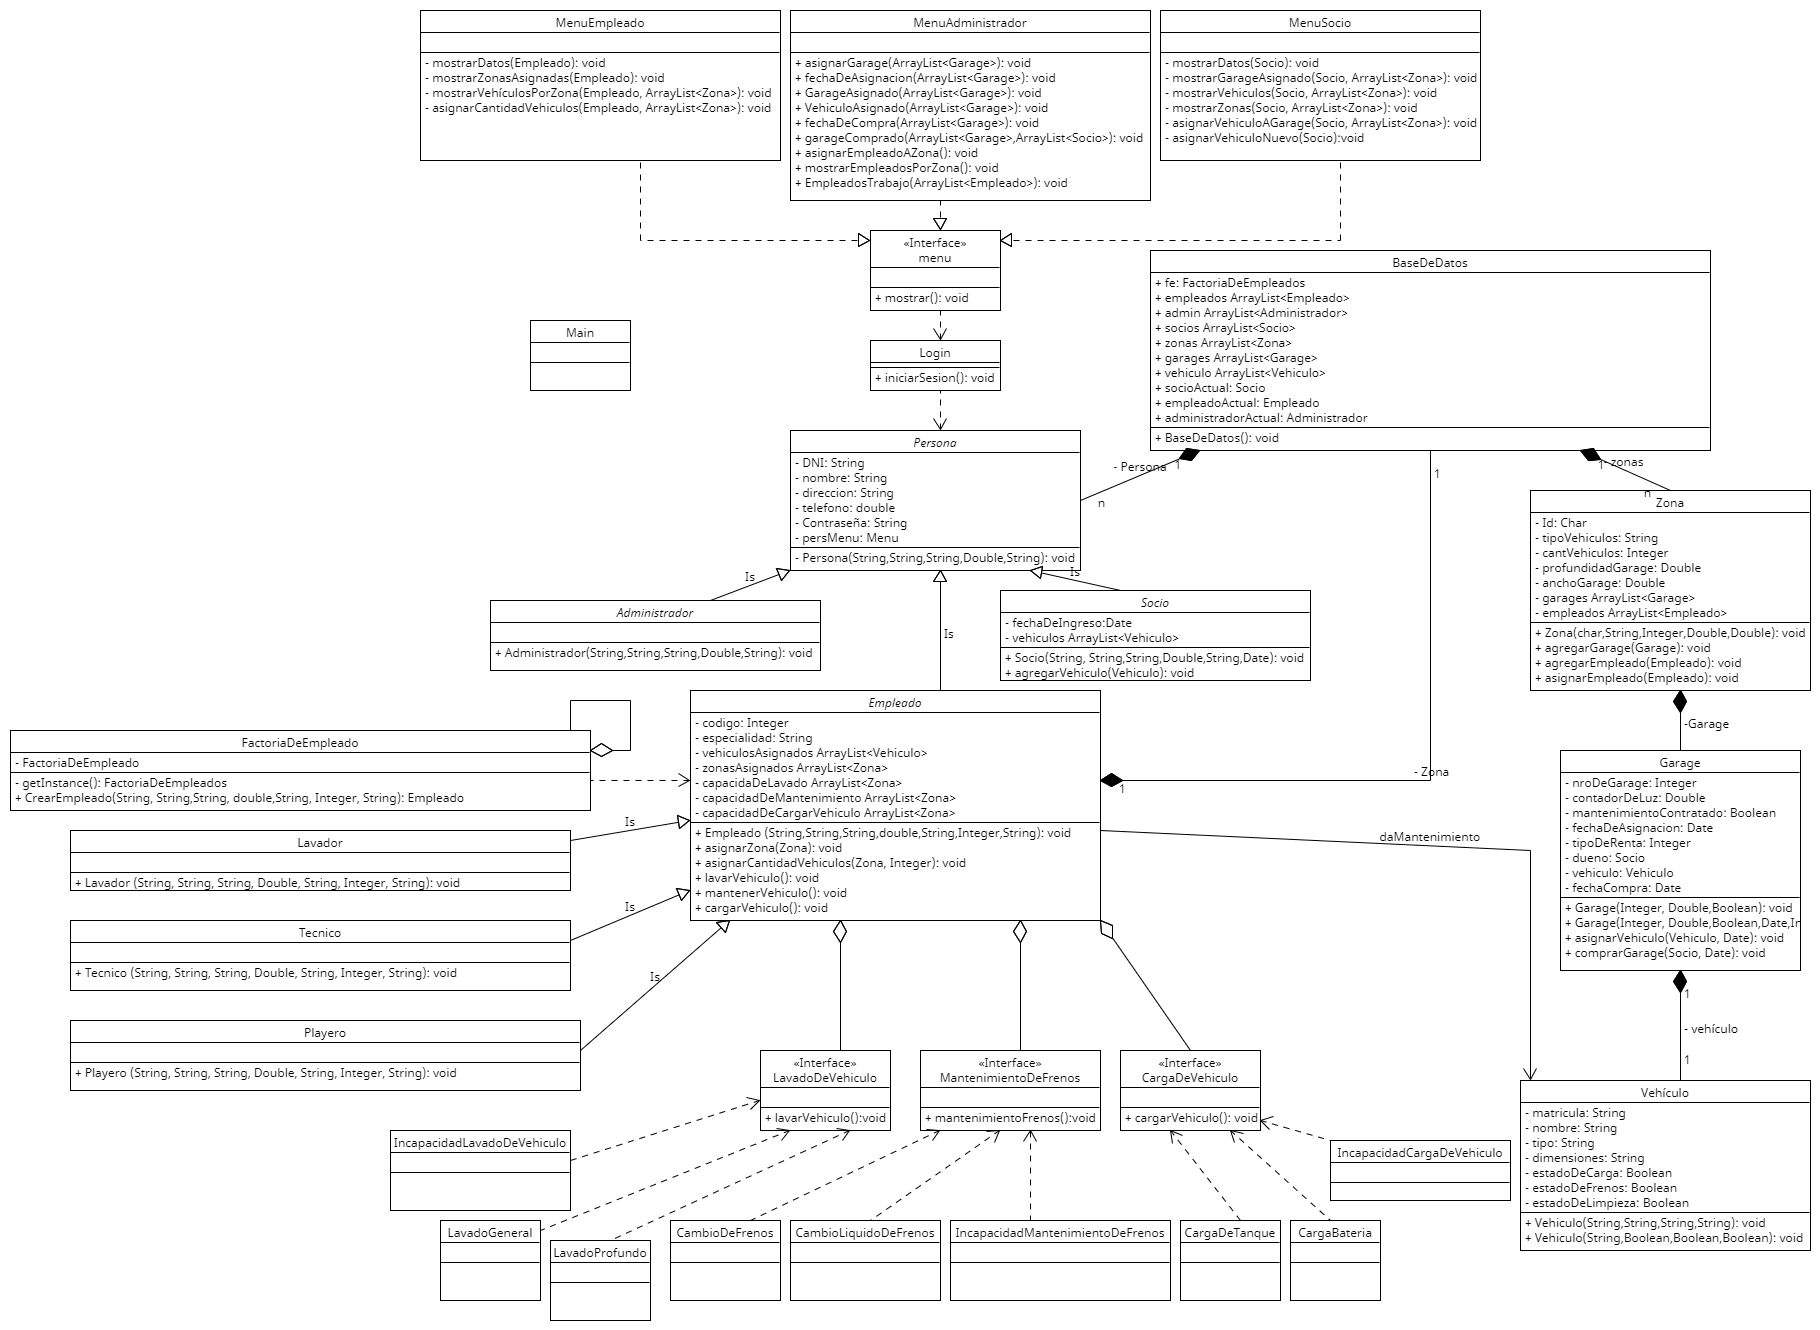 MenuEmpleado
- mostrarDatos(Empleado): void
- mostrarZonasAsignadas(Empleado): void
- mostrarVehículosPorZona(Empleado, ArrayList<Zona>): void
- asignarCantidadVehiculos(Empleado, ArrayList<Zona>): void
MenuAdministrador
+ asignarGarage(ArrayList<Garage>): void
+ fechaDeAsignacion(ArrayList<Garage>): void
+ GarageAsignado(ArrayList<Garage>): void
+ VehiculoAsignado(ArrayList<Garage>): void
+ fechaDeCompra(ArrayList<Garage>): void
+ garageComprado(ArrayList<Garage>,ArrayList<Socio>): void
+ asignarEmpleadoAZona(): void
+ mostrarEmpleadosPorZona(): void
+ EmpleadosTrabajo(ArrayList<Empleado>): void
MenuSocio
- mostrarDatos(Socio): void
- mostrarGarageAsignado(Socio, ArrayList<Zona>): void
- mostrarVehiculos(Socio, ArrayList<Zona>): void
- mostrarZonas(Socio, ArrayList<Zona>): void
- asignarVehiculoAGarage(Socio, ArrayList<Zona>): void
- asignarVehiculoNuevo(Socio):void
«Interface»
menu
+ mostrar(): void
BaseDeDatos
+ fe: FactoriaDeEmpleados
+ empleados ArrayList<Empleado>
+ admin ArrayList<Administrador>
+ socios ArrayList<Socio>
+ zonas ArrayList<Zona>
+ garages ArrayList<Garage>
+ vehiculo ArrayList<Vehiculo>
+ socioActual: Socio
+ empleadoActual: Empleado
+ administradorActual: Administrador
+ BaseDeDatos(): void
Main
Login
+ iniciarSesion(): void
Persona
- DNI: String
- nombre: String
- direccion: String
- telefono: double
- Contraseña: String
- persMenu: Menu
- Persona(String,String,String,Double,String): void
- Persona
1
n
1
1
- zonas
n
Zona
- Id: Char
- tipoVehiculos: String
- cantVehiculos: Integer
- profundidadGarage: Double
- anchoGarage: Double
- garages ArrayList<Garage>
- empleados ArrayList<Empleado>
+ Zona(char,String,Integer,Double,Double): void
+ agregarGarage(Garage): void
+ agregarEmpleado(Empleado): void
+ asignarEmpleado(Empleado): void
Is
Is
Is
Administrador
+ Administrador(String,String,String,Double,String): void
Socio
- fechaDeIngreso:Date
- vehiculos ArrayList<Vehiculo>
+ Socio(String, String,String,Double,String,Date): void
+ agregarVehiculo(Vehiculo): void
FactoriaDeEmpleado
- FactoriaDeEmpleado
- getInstance(): FactoriaDeEmpleados
+ CrearEmpleado(String, String,String, double,String, Integer, String): Empleado
Empleado
- codigo: Integer
- especialidad: String
- vehiculosAsignados ArrayList<Vehiculo>
- zonasAsignados ArrayList<Zona>
- capacidaDeLavado ArrayList<Zona>
- capacidadDeMantenimiento ArrayList<Zona>
- capacidadDeCargarVehiculo ArrayList<Zona>
+ Empleado (String,String,String,double,String,Integer,String): void
+ asignarZona(Zona): void
+ asignarCantidadVehiculos(Zona, Integer): void
+ lavarVehiculo(): void
+ mantenerVehiculo(): void
+ cargarVehiculo(): void
- Zona
1
daMantenimiento
-Garage
Garage
- nroDeGarage: Integer
- contadorDeLuz: Double
- mantenimientoContratado: Boolean
- fechaDeAsignacion: Date
- tipoDeRenta: Integer
- dueno: Socio
- vehiculo: Vehiculo
- fechaCompra: Date
+ Garage(Integer, Double,Boolean): void
+ Garage(Integer, Double,Boolean,Date,In
+ asignarVehiculo(Vehiculo, Date): void
+ comprarGarage(Socio, Date): void
Is
Lavador
+ Lavador (String, String, String, Double, String, Integer, String): void
Is
Tecnico
+ Tecnico (String, String, String, Double, String, Integer, String): void
Is
Playero
+ Playero (String, String, String, Double, String, Integer, String): void
1
- vehículo
1
«Interface»
LavadoDeVehiculo
+ lavarVehiculo():void
«Interface»
MantenimientoDeFrenos
+ mantenimientoFrenos():void
«Interface»
CargaDeVehiculo
+ cargarVehiculo(): void
Vehículo
- matricula: String
- nombre: String
- tipo: String
- dimensiones: String
- estadoDeCarga: Boolean
- estadoDeFrenos: Boolean
- estadoDeLimpieza: Boolean
+ Vehiculo(String,String,String,String): void
+ Vehiculo(String,Boolean,Boolean,Boolean): void
IncapacidadLavadoDeVehiculo
IncapacidadCargaDeVehiculo
LavadoGeneral
LavadoProfundo
CambioDeFrenos
CambioLiquidoDeFrenos
IncapacidadMantenimientoDeFrenos
CargaDeTanque
CargaBateria